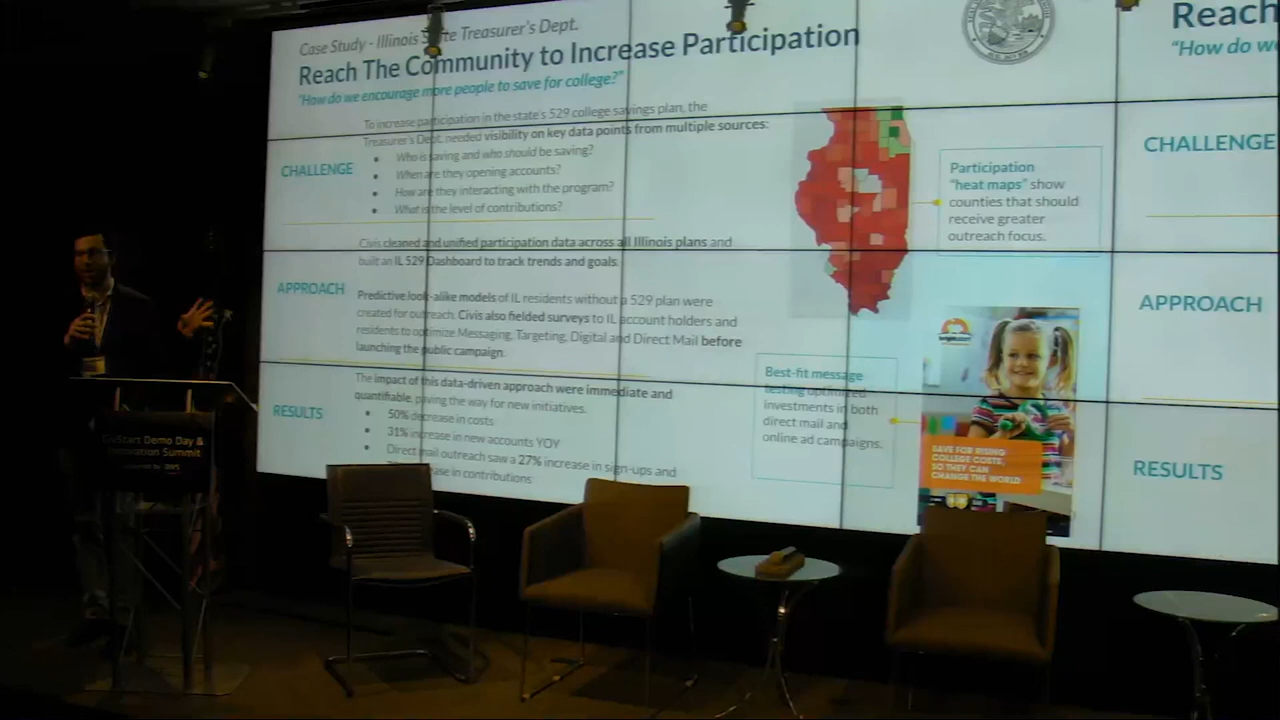 Case Study - Illinois State Treasurer's Dept.
Reach The Community to Increase Participation
"How do we encourage more people to save for college?"
CHALLENGE
To increase participation in the state's 529 college savings plan, the
Treasurer's Dept. needed visibility on key data points from multiple sources:
• Who is saving and who should be saving?
• When are they opening accounts?
• How are they interacting with the program?
• What is the level of contributions?
Participation
"heat maps" show
counties that should
receive greater
outreach focus.
APPROACH
Civis cleaned and unified participation data across all Illinois plans and
built an IL 529 Dashboard to track trends and goals.
Predictive look-alike models of IL residents without a 529 plan were
created for outreach. Civis also fielded surveys to IL account holders and
residents to optimize Messaging, Targeting, Digital and Direct Mail before
launching the public campaign.
RESULTS
The impact of this data-driven approach were immediate and
quantifiable, paving the way for new initiatives.
• 50% decrease in costs
• 31% increase in new accounts YOY
• Direct mail outreach saw a 27% increase in sign-ups and
ase in contributions
Best-fit message
testing optimized
investments in both
direct mail and
online ad campaigns.
SAVE FOR RISING
COLLEGE COSTS,
SO THEY CAN
CHANGE THE WORLD
Reach
"How do we
CHALLENGE
APPROACH
RESULTS
CivStart Demo Day &
Innovation Summit
powered by aws